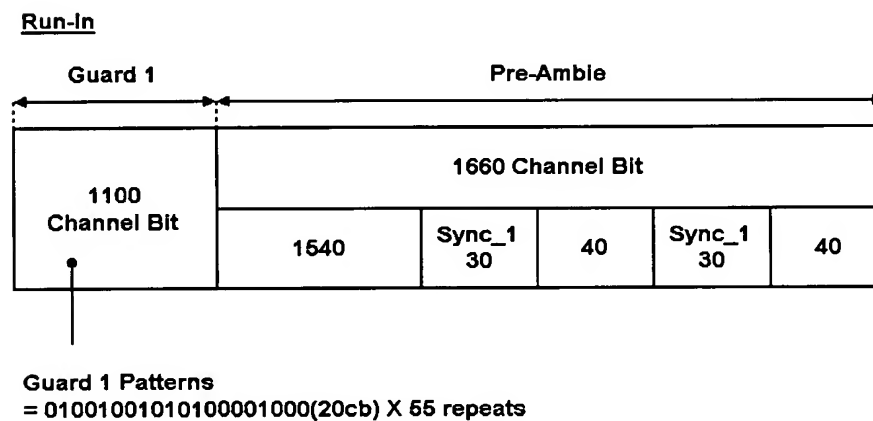 Run-in
Guard 1
Pre-Amble
1100
Channel Bit
1660 Channel Bit
1540
Sync_1
30
40
Sync_1
30
40
Guard 1 Patterns
= 01001001010100001000(20cb) X 55 repeats